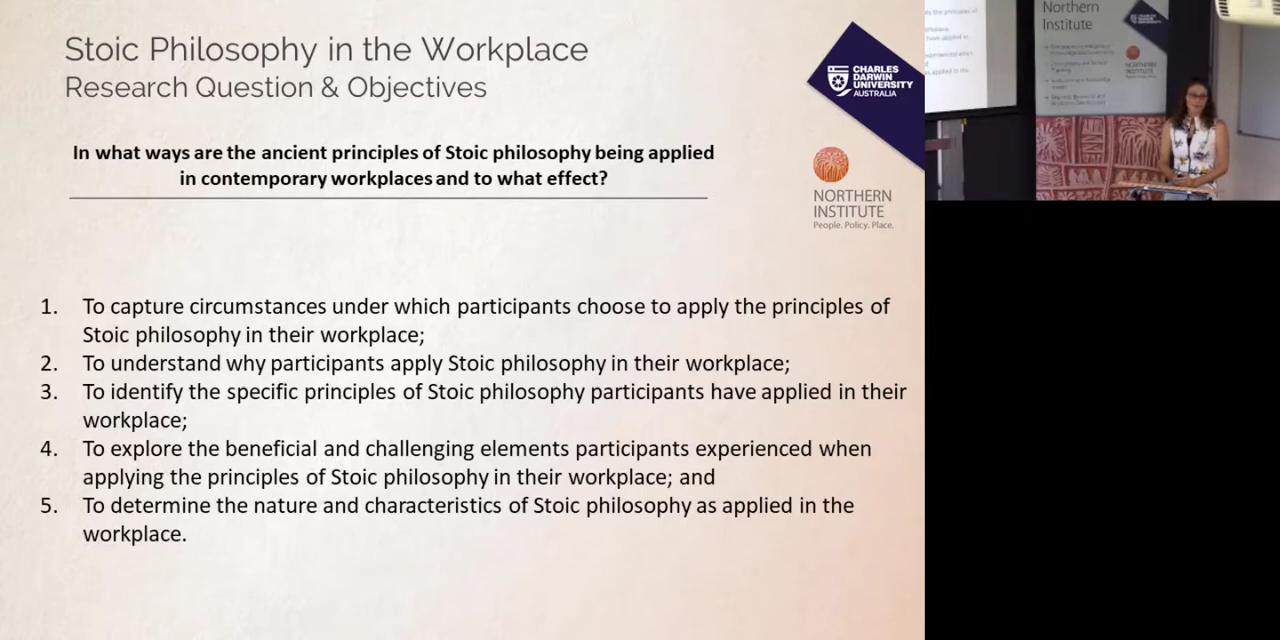 Stoic Philosophy in the Workplace
Research Question & Objectives
In what ways are the ancient principles of Stoic philosophy being applied
in contemporary workplaces and to what effect?
1. To capture circumstances under which participants choose to apply the principles of
Stoic philosophy in their workplace;
2. To understand why participants apply Stoic philosophy in their workplace;
3. To identify the specific principles of Stoic philosophy participants have applied in their
workplace;
4. To explore the beneficial and challenging elements participants experienced when
applying the principles of Stoic philosophy in their workplace; and
5. To determine the nature and characteristics of Stoic philosophy as applied in the
workplace.
CHARLES
DARWIN
UNIVERSITY
AUSTRALIA
NORTHERN
INSTITUTE
People. Policy. Place.
Northern
Institute
NORTHERN
INSTITUTE